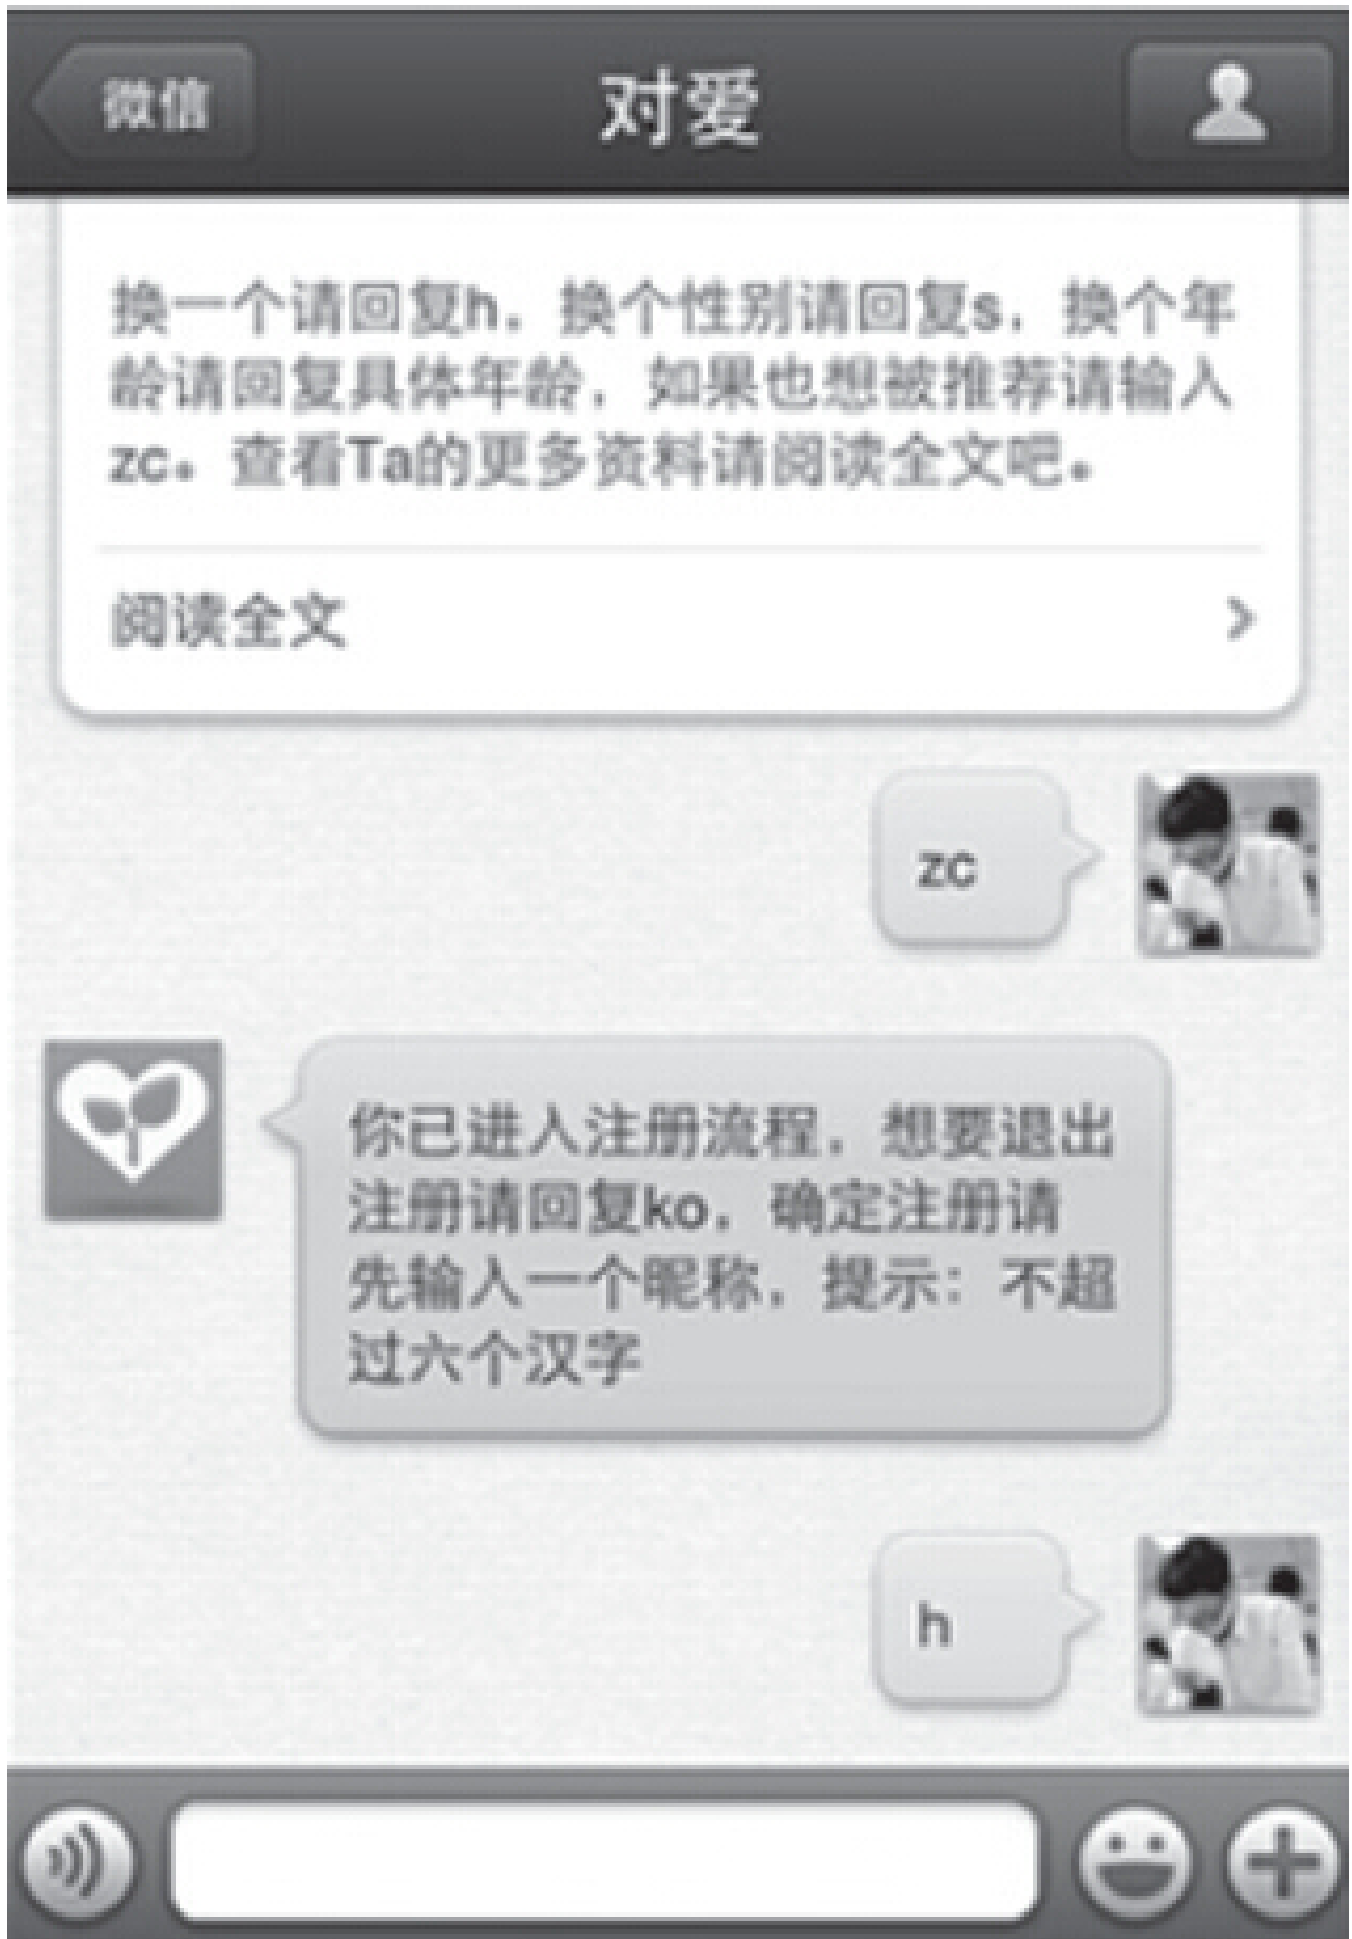 微信
对爱
换一个请回复h，换个性别请回复s，换个年
龄请回复具体年龄，如果也想被推荐请输入
zc。查看Ta的更多资料请阅读全文吧。
阅读全文
zc
你已进入注册流程，想要退出
注册请回复ko，确定注册请
先输入一个昵称，提示：不超
过六个汉字
h